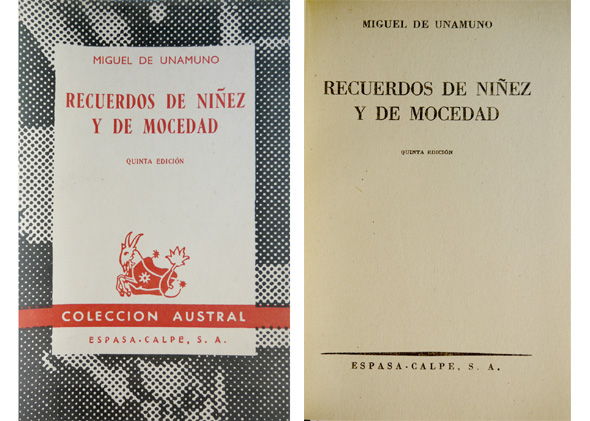 MIGUEL DE UNAMUNO
RECUERDOS DE NIÑEZ
Y DE MOCEDAD
QUINTA EDICIÓN
COLECCION AUSTRAL
ESPASA-CALPE, S. A.
MIGUEL DE UNAMUNO
RECUERDOS DE NIÑEZ
Y DE MOCEDAD
QUINTA EDICIÓN
ESPASA-CALPE, S. A.